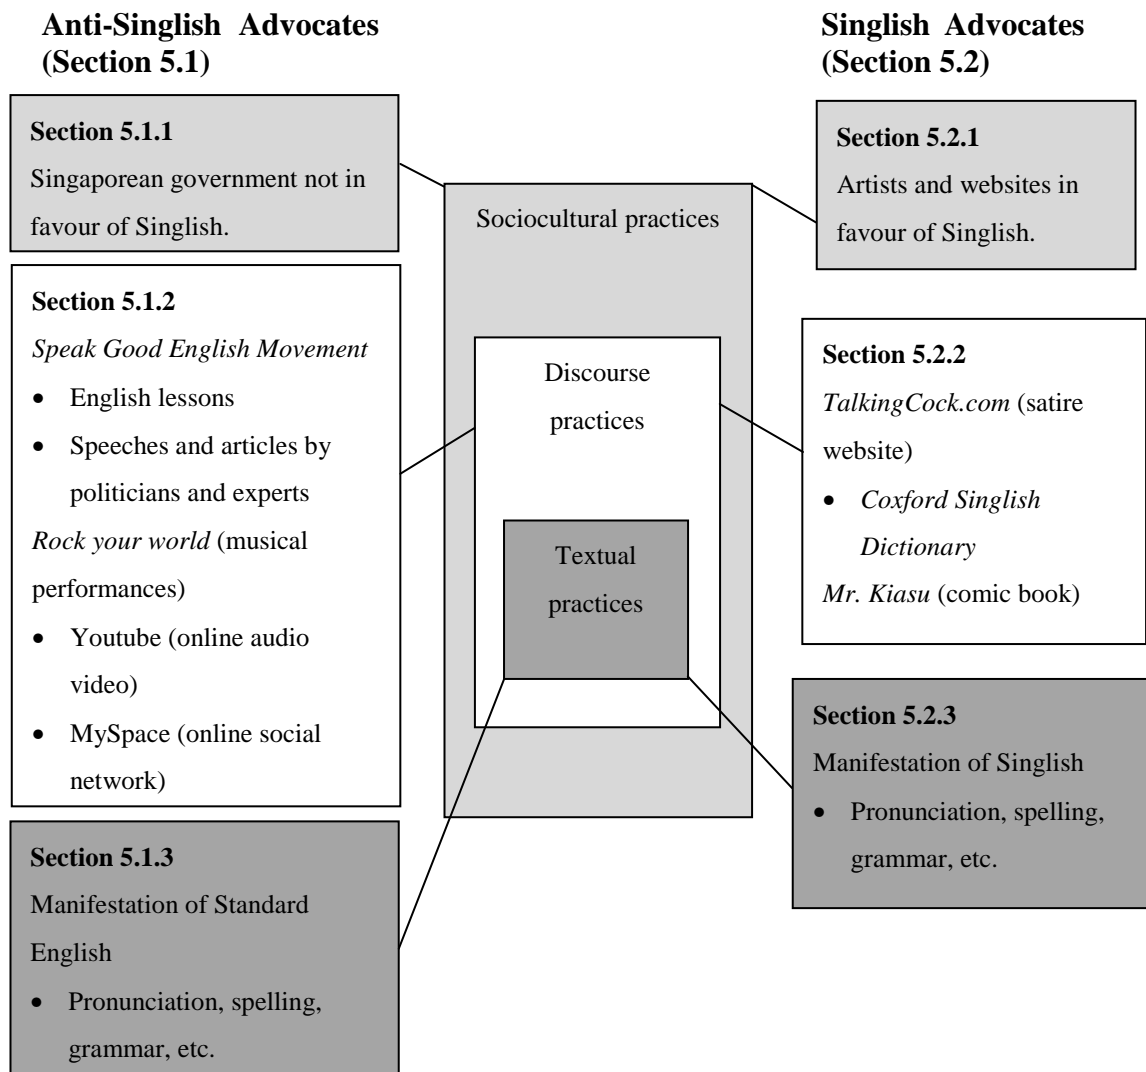 Anti-Singlish Advocates
(Section 5.1)
Section 5.1.1
Singaporean government not in
favour of Singlish.
Section 5.1.2
Speak Good English Movement
• English lessons
• Speeches and articles by
politicians and experts
Rock your world (musical
performances)
• Youtube (online audio
video)
• MySpace (online social
network)
Section 5.1.3
Manifestation of Standard
English
• Pronunciation, spelling,
grammar, etc.
Sociocultural practices
Discourse
practices
Textual
practices
Singlish Advocates
(Section 5.2)
Section 5.2.1
Artists and websites in
favour of Singlish.
Section 5.2.2
TalkingCock.com (satire
website)
• Coxford Singlish
Dictionary
Mr. Kiasu (comic book)
Section 5.2.3
Manifestation of Singlish
• Pronunciation, spelling,
grammar, etc.